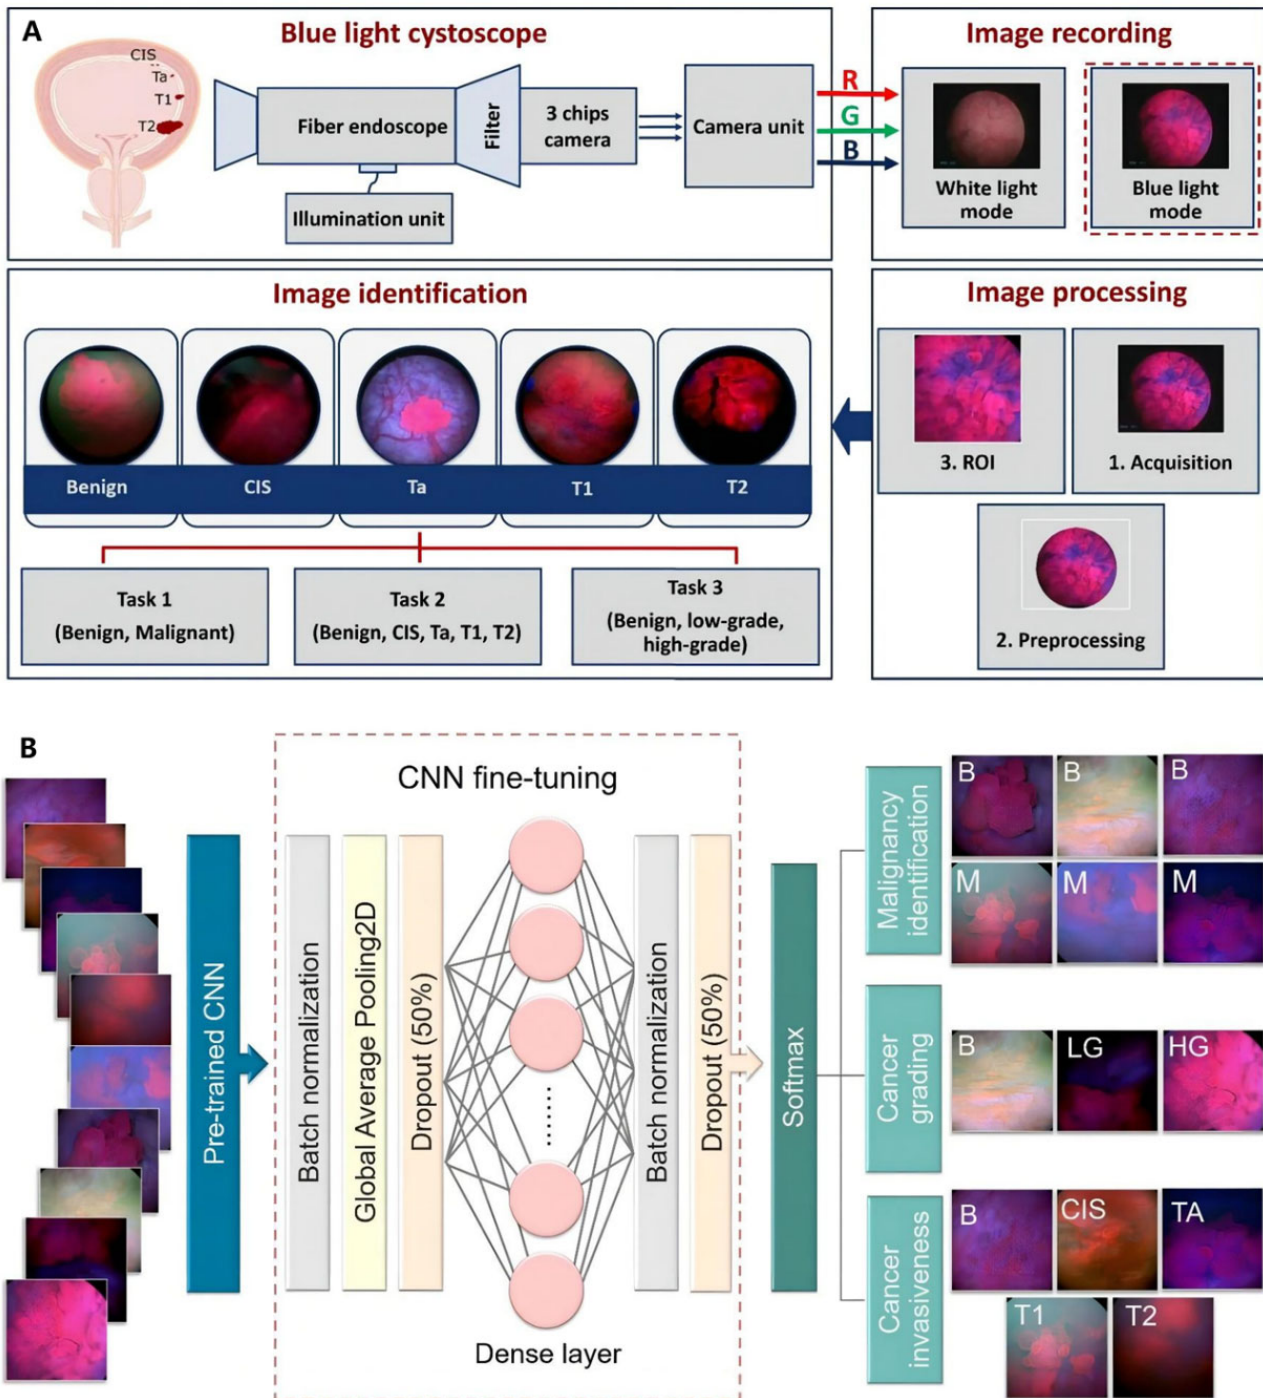 A
Blue light cystoscope
CIS
Ta
T1
T2
Fiber endoscope
Filter
3 chips
camera
Camera unit
Illumination unit
R
G
B
Image recording
White light
mode
Blue light
mode
Image identification
Benign
CIS
Ta
T1
T2
Task 1
(Benign, Malignant)
Task 2
(Benign, CIS, Ta, T1, T2)
Task 3
(Benign, low-grade,
high-grade)
Image processing
3. ROI
1. Acquisition
2. Preprocessing
B
CNN fine-tuning
Pre-trained CNN
Batch normalization
Global Average Pooling2D
Dropout (50%)
Dense layer
Batch normalization
Dropout (50%)
Softmax
Malignancy
identification
B
B
B
M
M
M
Cancer
grading
B
LG
HG
Cancer
invasiveness
B
CIS
TA
T1
T2